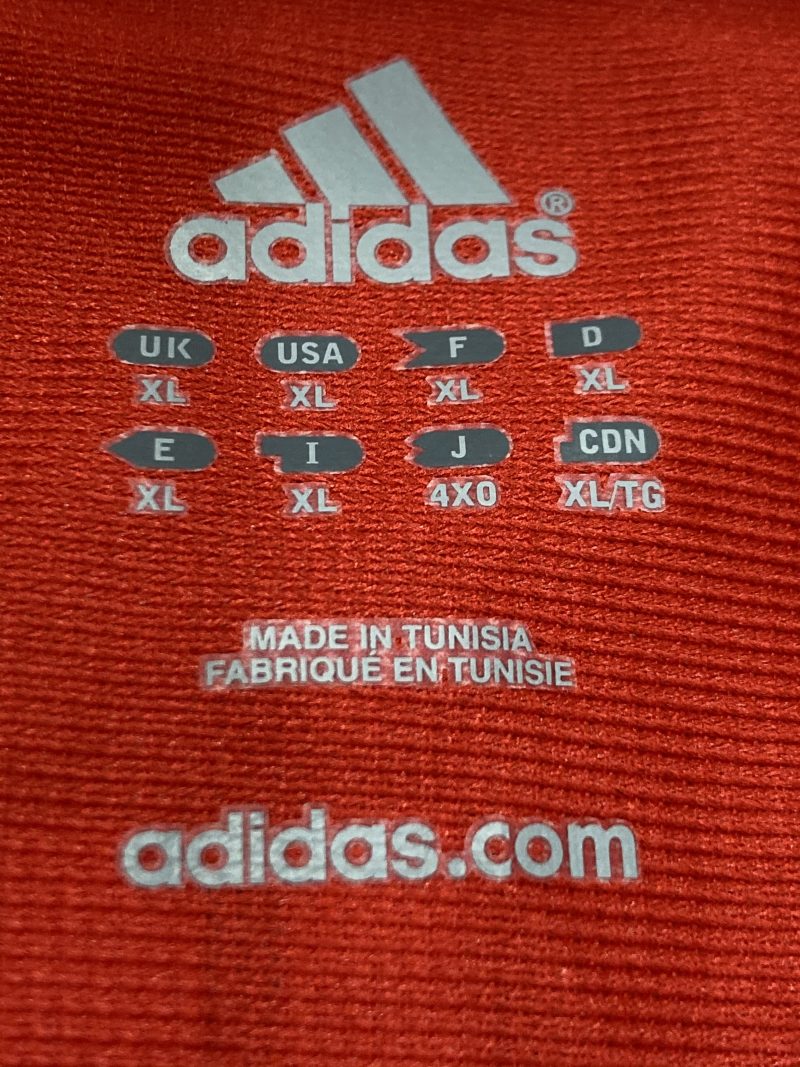 adidas®
UK USA F D
XL XL XL XL
E I J CDN
XL XL 4XO XL/TG
MADE IN TUNISIA
FABRIQUÉ EN TUNISIE
adidas.com